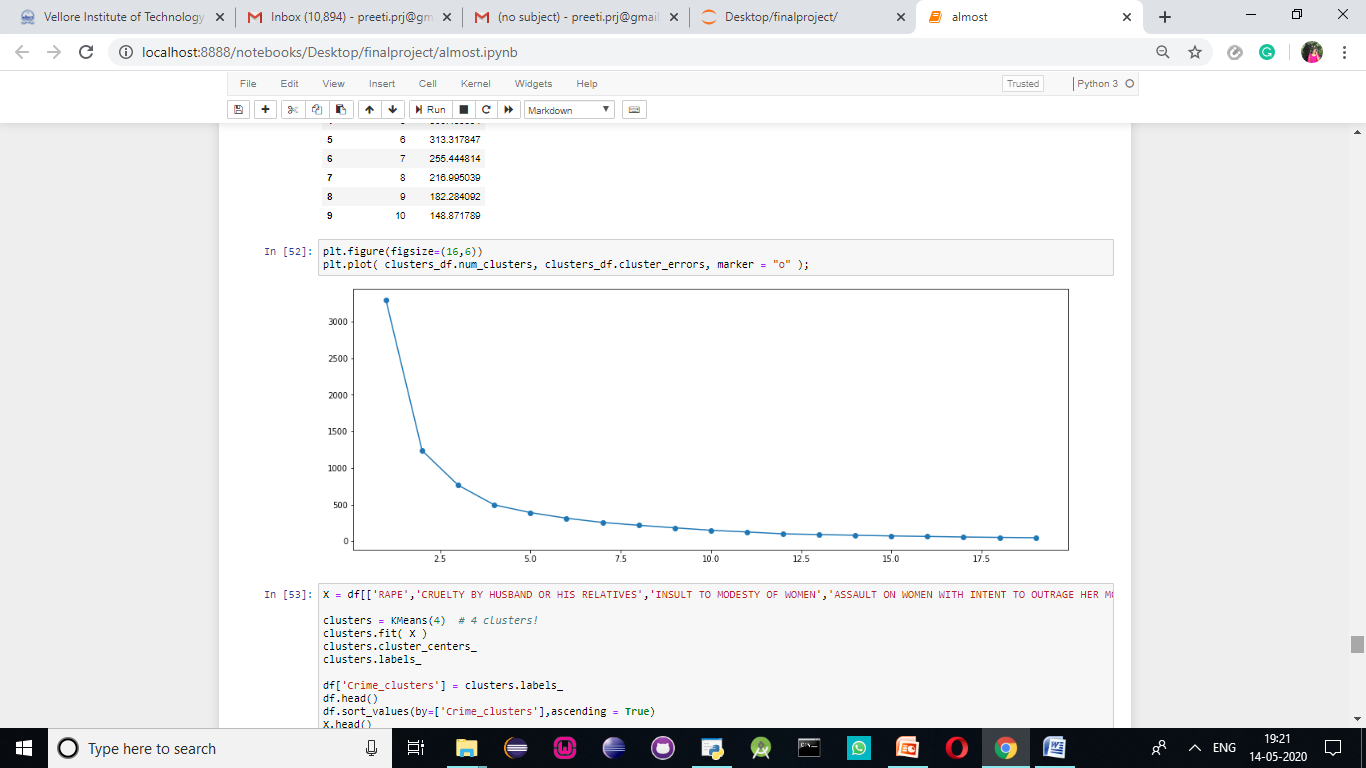 Vellore Institute of Technology
Inbox (10,894) - preeti.prj@gm
(no subject) - preeti.prj@gmail
Desktop/finalproject/
almost
localhost:8888/notebooks/Desktop/finalproject/almost.ipynb
File Edit View Insert Cell Kernel Widgets Help
Trusted
Python 3
Run
Markdown
5 6 313.317847
6 7 255.444814
7 8 216.995039
8 9 182.284092
9 10 148.871789
In [52]: plt.figure(figsize=(16,6))
plt.plot( clusters_df.num_clusters, clusters_df.cluster_errors, marker = "o" );
3000
2500
2000
1500
1000
500
0
2.5 5.0 7.5 10.0 12.5 15.0 17.5
In [53]: X = df[['RAPE','CRUELTY BY HUSBAND OR HIS RELATIVES','INSULT TO MODESTY OF WOMEN','ASSAULT ON WOMEN WITH INTENT TO OUTRAGE HER
clusters = KMeans(4)  # 4 clusters!
clusters.fit( X )
clusters.cluster_centers_
clusters.labels_
df['Crime_clusters'] = clusters.labels_
df.head()
df.sort_values(by=['Crime_clusters'],ascending = True)
X.head()
Type here to search
ENG
19:21
14-05-2020